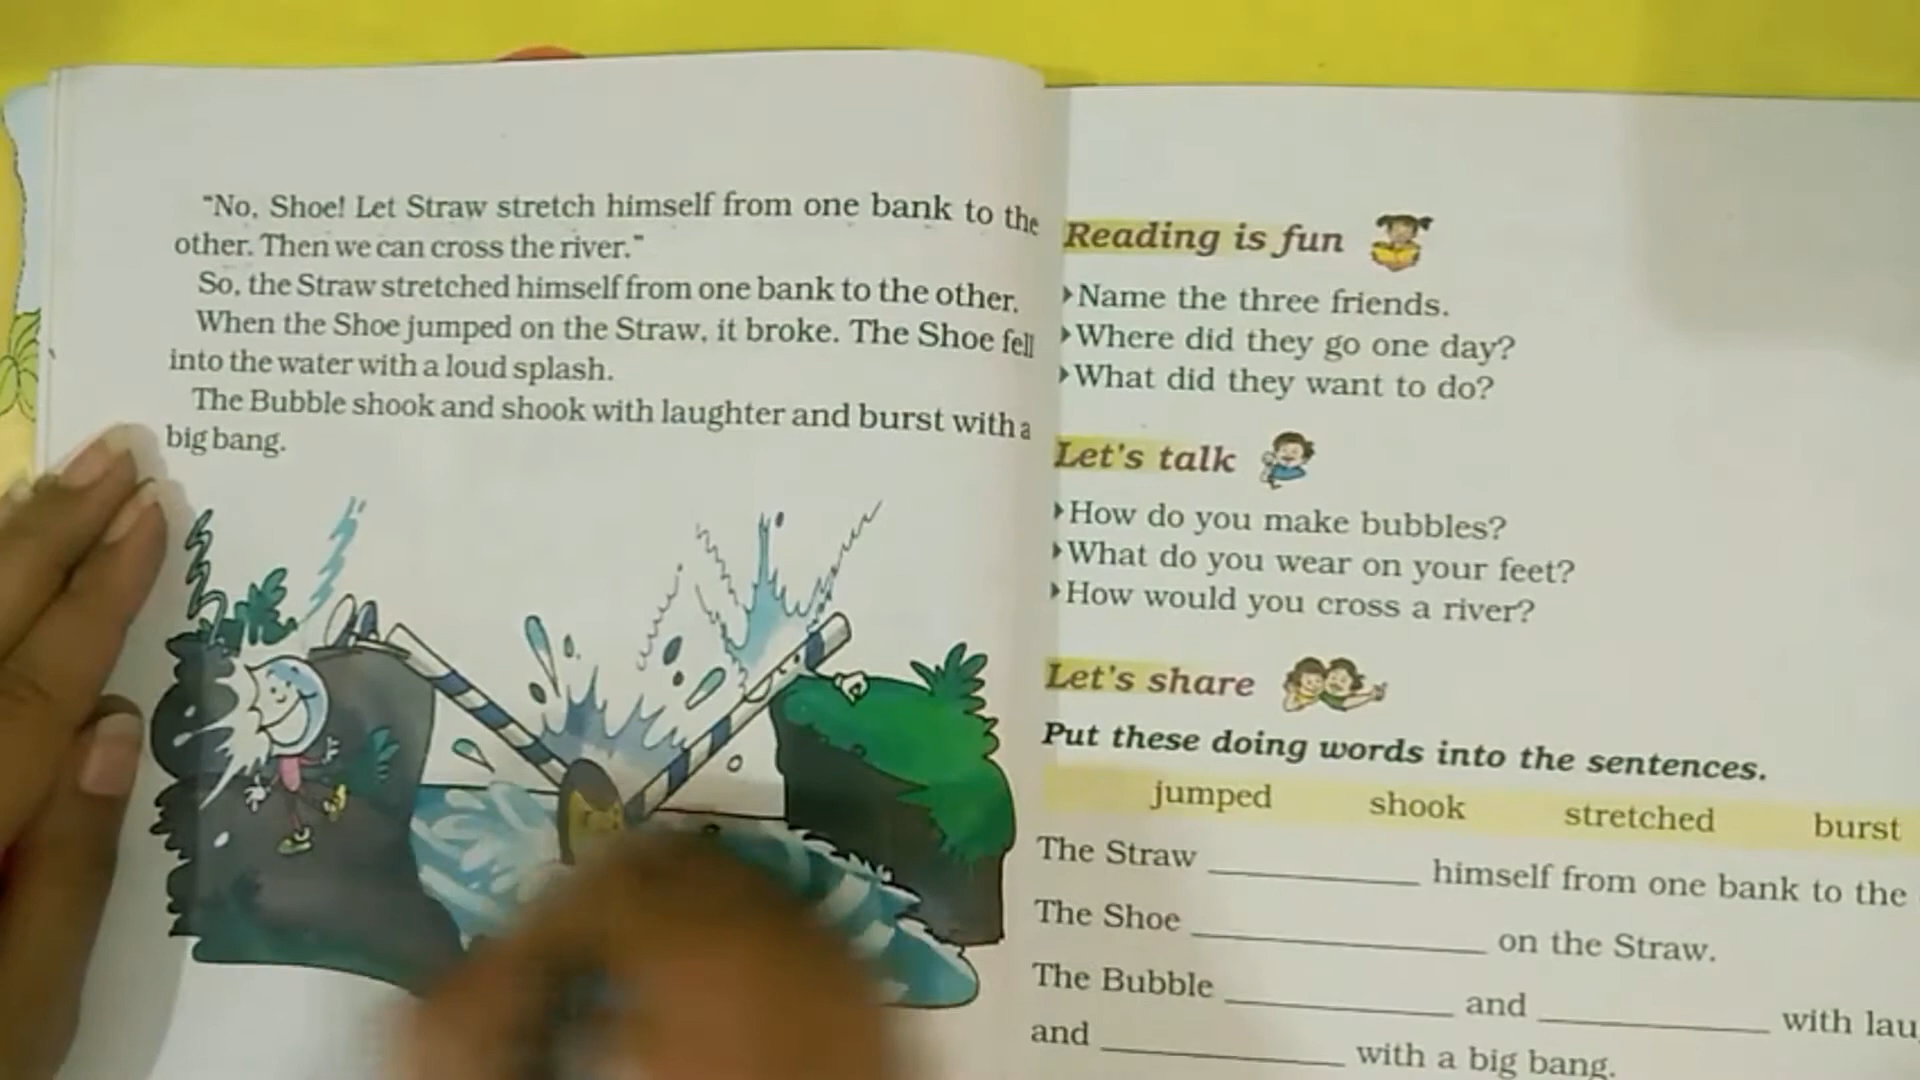 "No, Shoe! Let Straw stretch himself from one bank to the
other. Then we can cross the river."
So, the Straw stretched himself from one bank to the other.
When the Shoe jumped on the Straw, it broke. The Shoe fell
into the water with a loud splash.
The Bubble shook and shook with laughter and burst with a
big bang.
Reading is fun
Name the three friends.
Where did they go one day?
What did they want to do?
Let's talk
How do you make bubbles?
What do you wear on your feet?
How would you cross a river?
Let's share
Put these doing words into the sentences.
jumped shook stretched burst
The Straw __________ himself from one bank to the
The Shoe __________ on the Straw.
The Bubble __________ and __________ with
and __________ with a big bang.